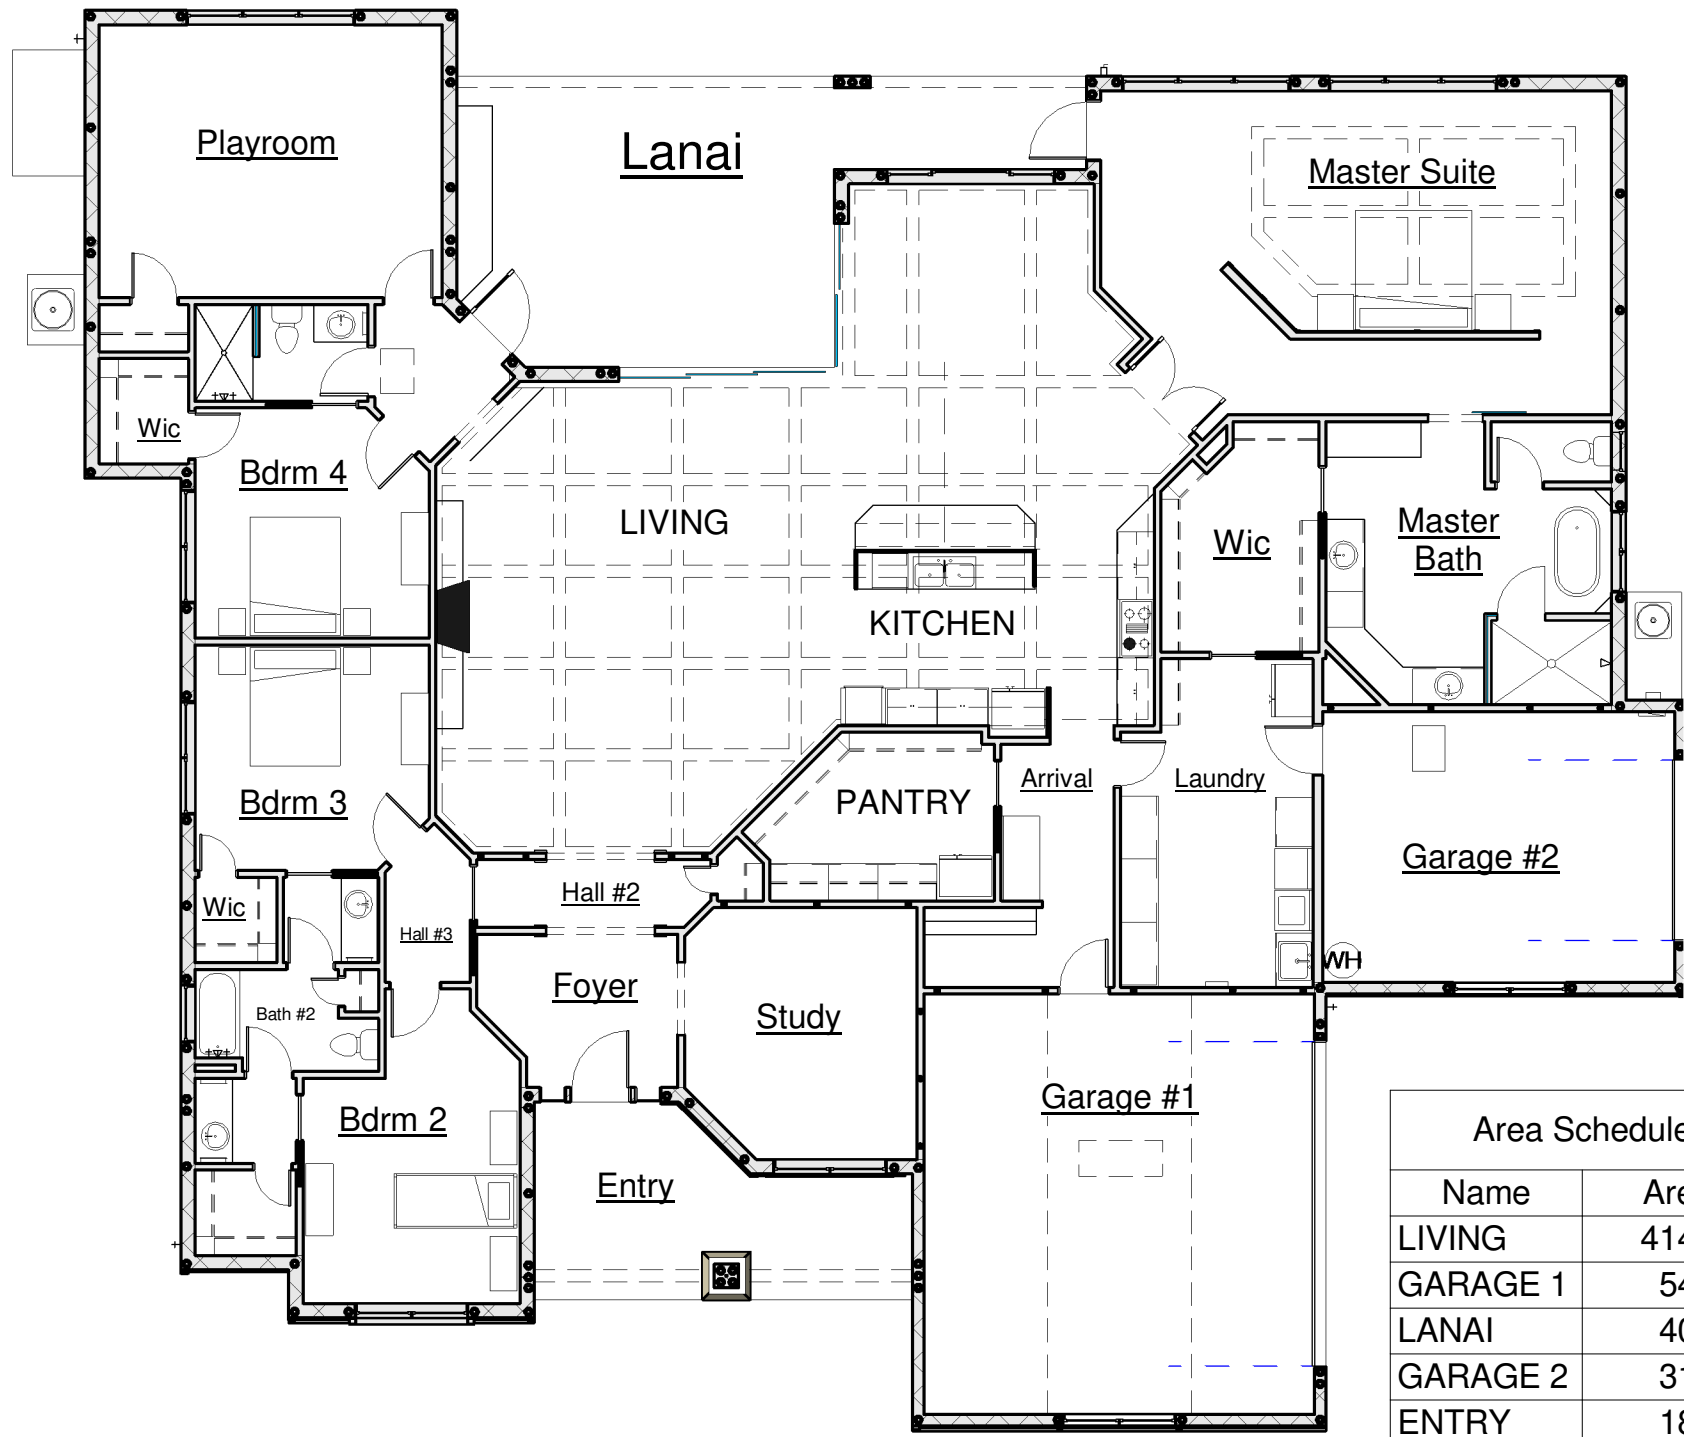 Playroom
Lanai
Master Suite
Wic
Bdrm 4
LIVING
Wic
Master
Bath
KITCHEN
Bdrm 3
PANTRY
Arrival
Laundry
Garage #2
Wic
Hall #2
Hall #3
WH
Foyer
Bath #2
Study
Garage #1
Bdrm 2
Entry
Area Schedule
Name
LIVING
GARAGE 1
LANAI
GARAGE 2
ENTRY